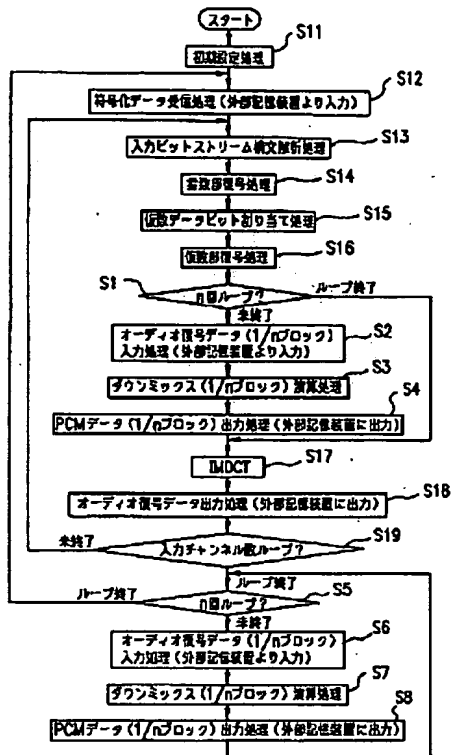 スタート
S11
初期設定処理
S12
符号化データ受信処理(外部記憶装置より入力)
S13
入力ビットストリーム構文解析処理
S14
指数部復号処理
S15
仮数データビット割り当て処理
S16
仮数部復号処理
S1
n回ループ?
ループ終了
未終了
S2
オーディオ復号データ(1/nブロック)
入力処理(外部記憶装置より入力)
S3
ダウンミックス(1/nブロック)演算処理
S4
PCMデータ(1/nブロック)出力処理(外部記憶装置に出力)
S17
IMDCT
S18
オーディオ復号データ出力処理(外部記憶装置に出力)
S19
未終了
入力チャンネル数ループ?
ループ終了
S5
ループ終了
n回ループ?
未終了
S6
オーディオ復号データ(1/nブロック)
入力処理(外部記憶装置より入力)
S7
ダウンミックス(1/nブロック)演算処理
S8
PCMデータ(1/nブロック)出力処理(外部記憶装置に出力)